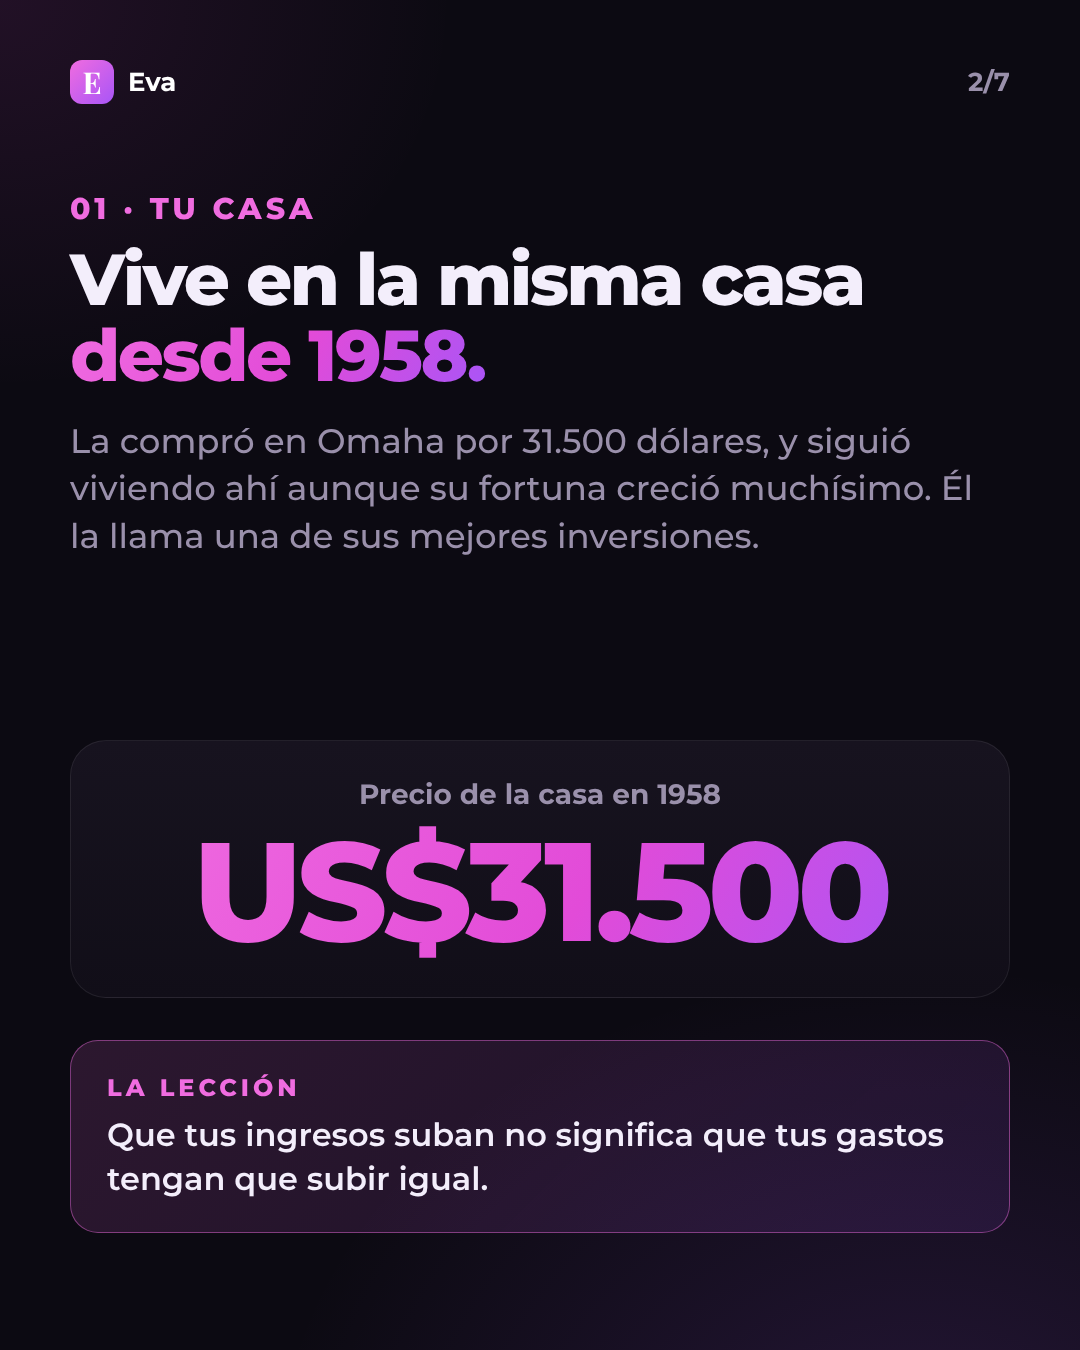 E Eva
2/7
01 · TU CASA
Vive en la misma casa
desde 1958.
La compró en Omaha por 31.500 dólares, y siguió
viviendo ahí aunque su fortuna creció muchísimo. Él
la llama una de sus mejores inversiones.
Precio de la casa en 1958
US$31.500
LA LECCIÓN
Que tus ingresos suban no significa que tus gastos
tengan que subir igual.